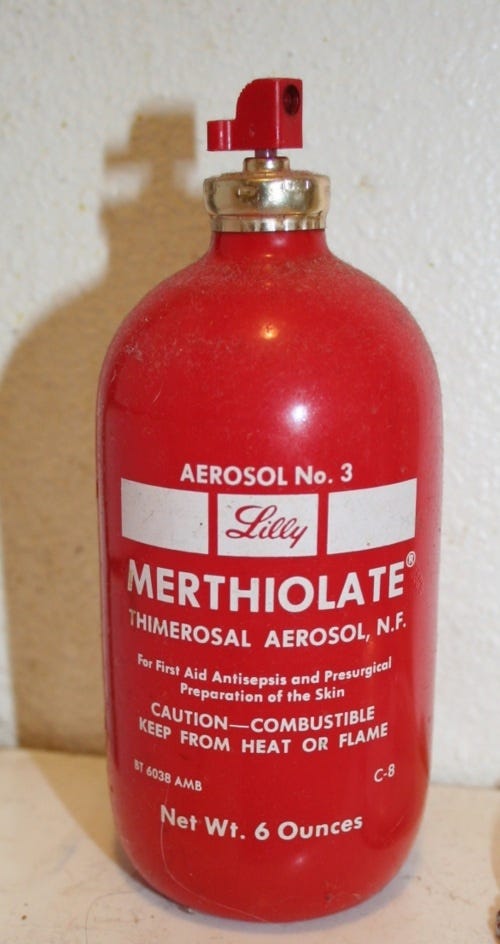 AEROSOL No. 3
Lilly
MERTHIOLATE®
THIMEROSAL AEROSOL, N.F.
For First Aid Antisepsis and Presurgical
Preparation of the Skin
CAUTION—COMBUSTIBLE
KEEP FROM HEAT OR FLAME
BT 6038 AMB C-8
Net Wt. 6 Ounces